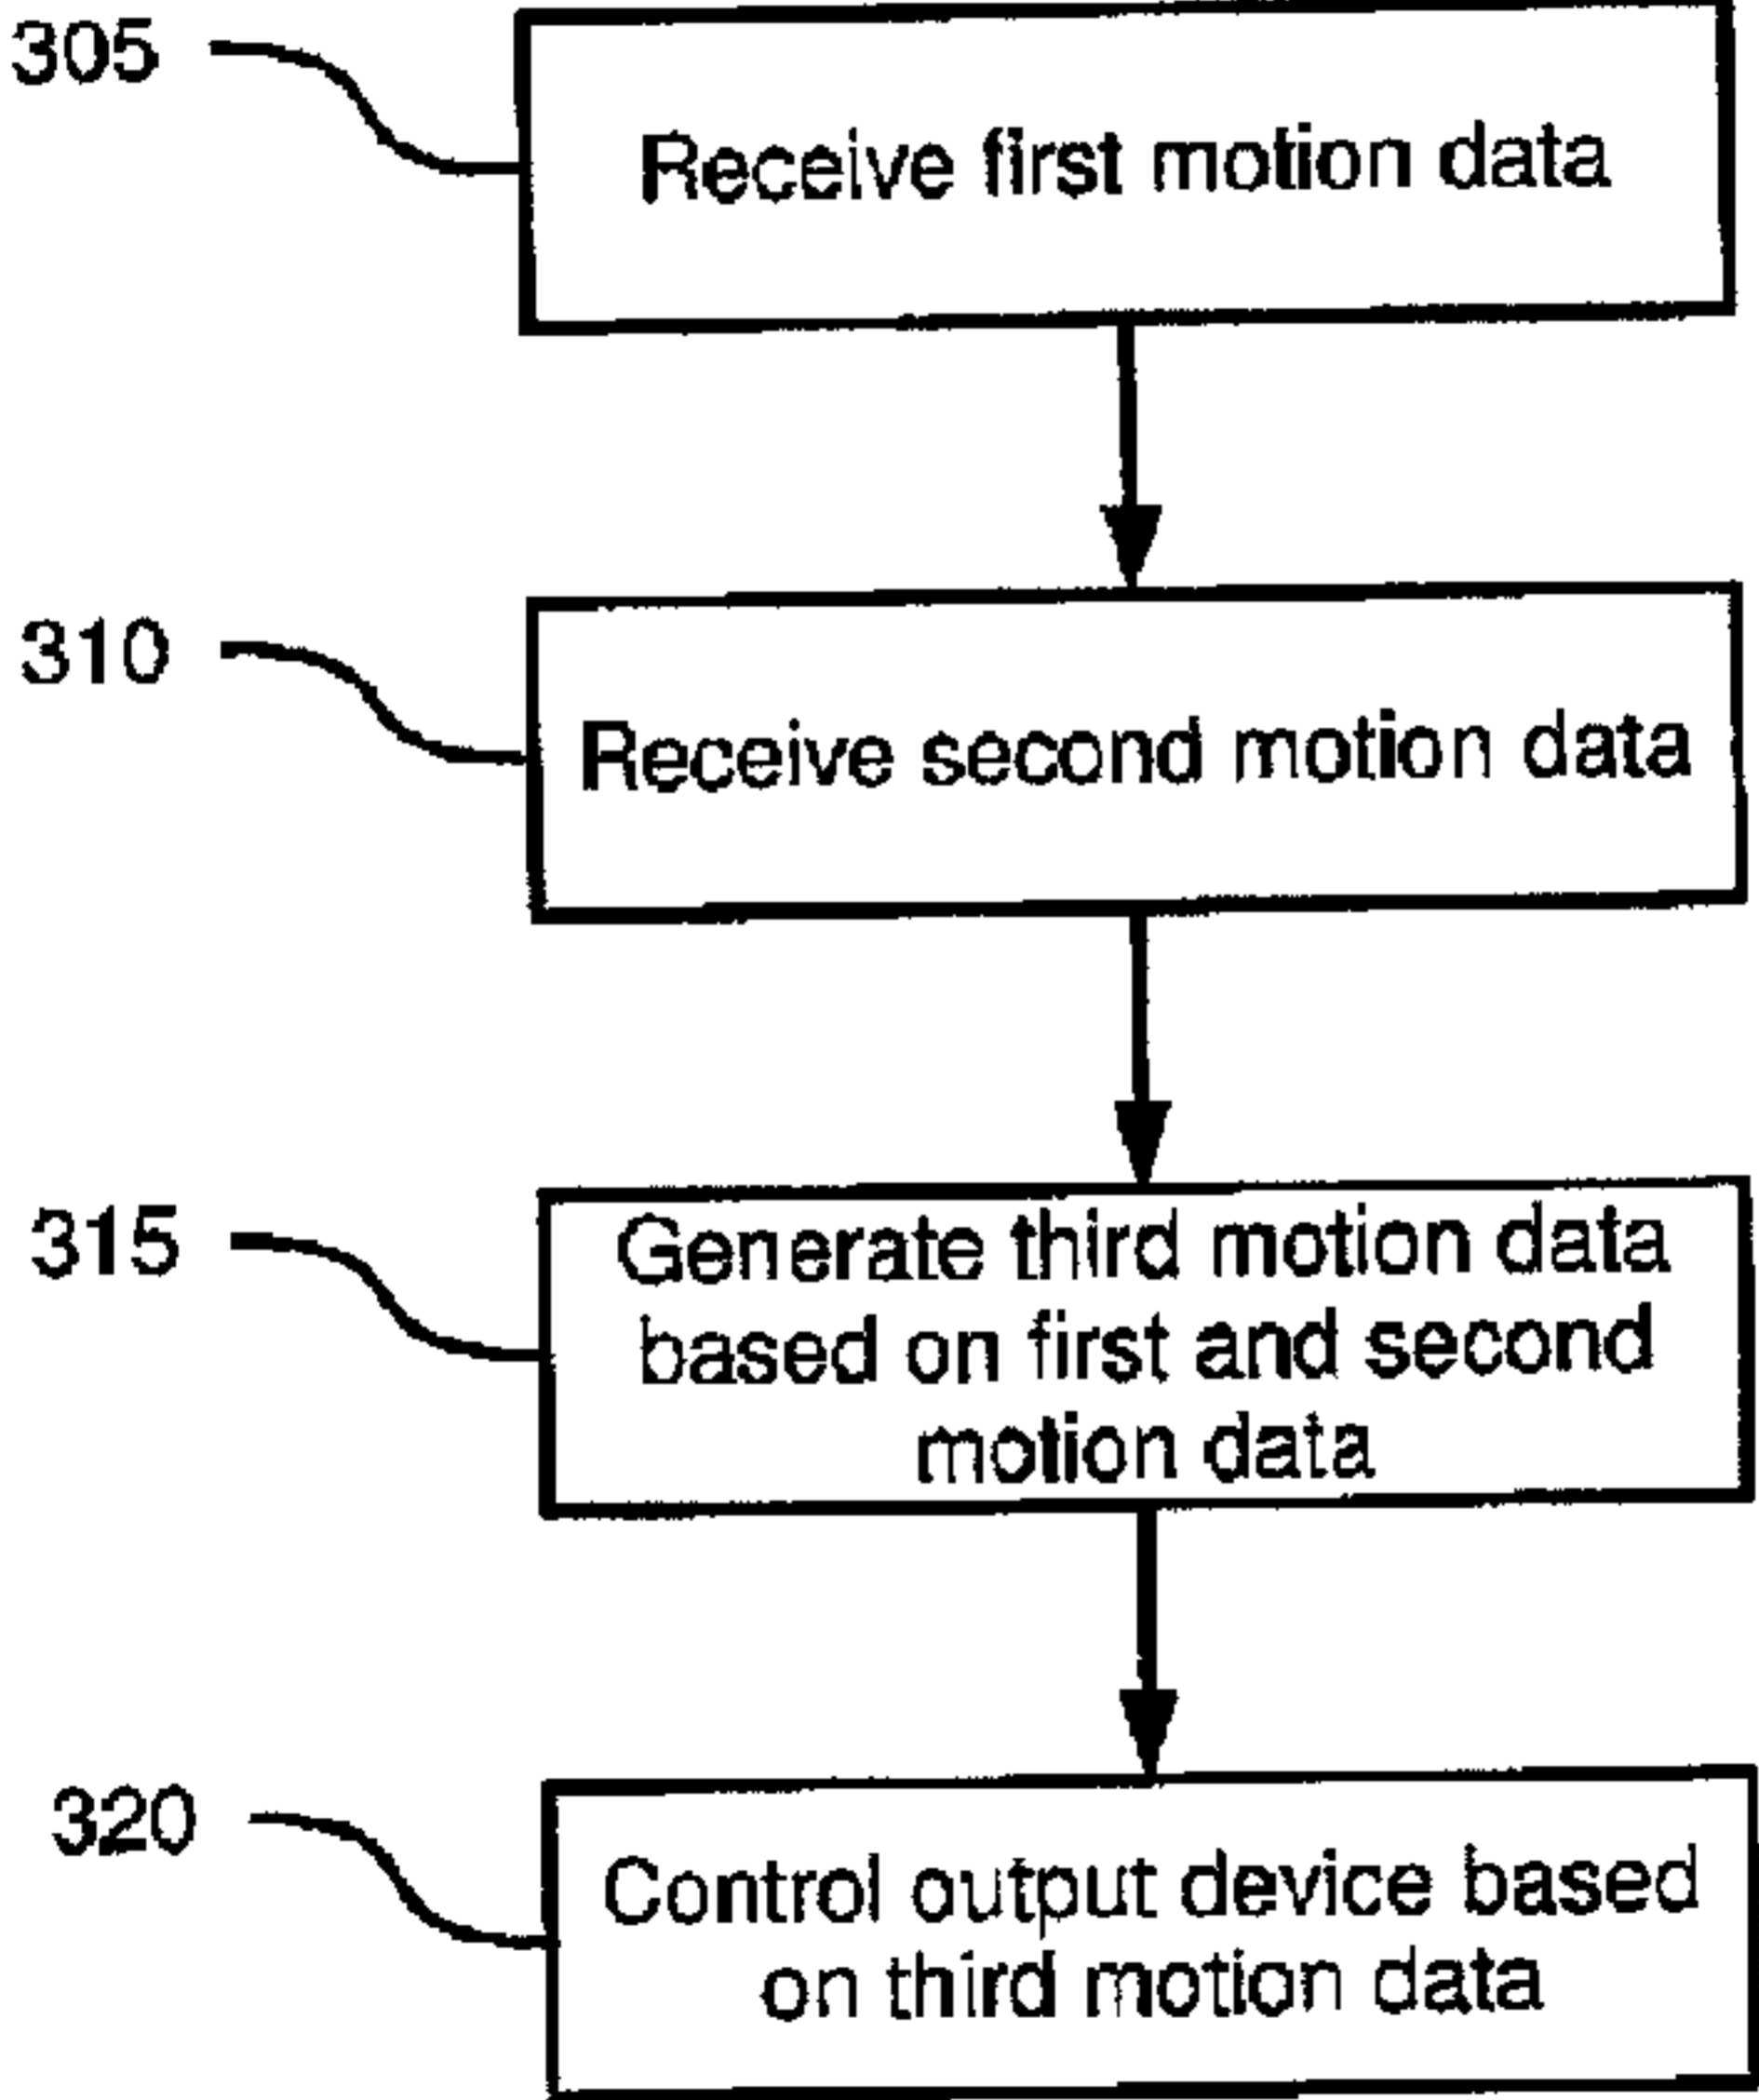 305
Receive first motion data
310
Receive second motion data
315
Generate third motion data
based on first and second
motion data
320
Control output device based
on third motion data